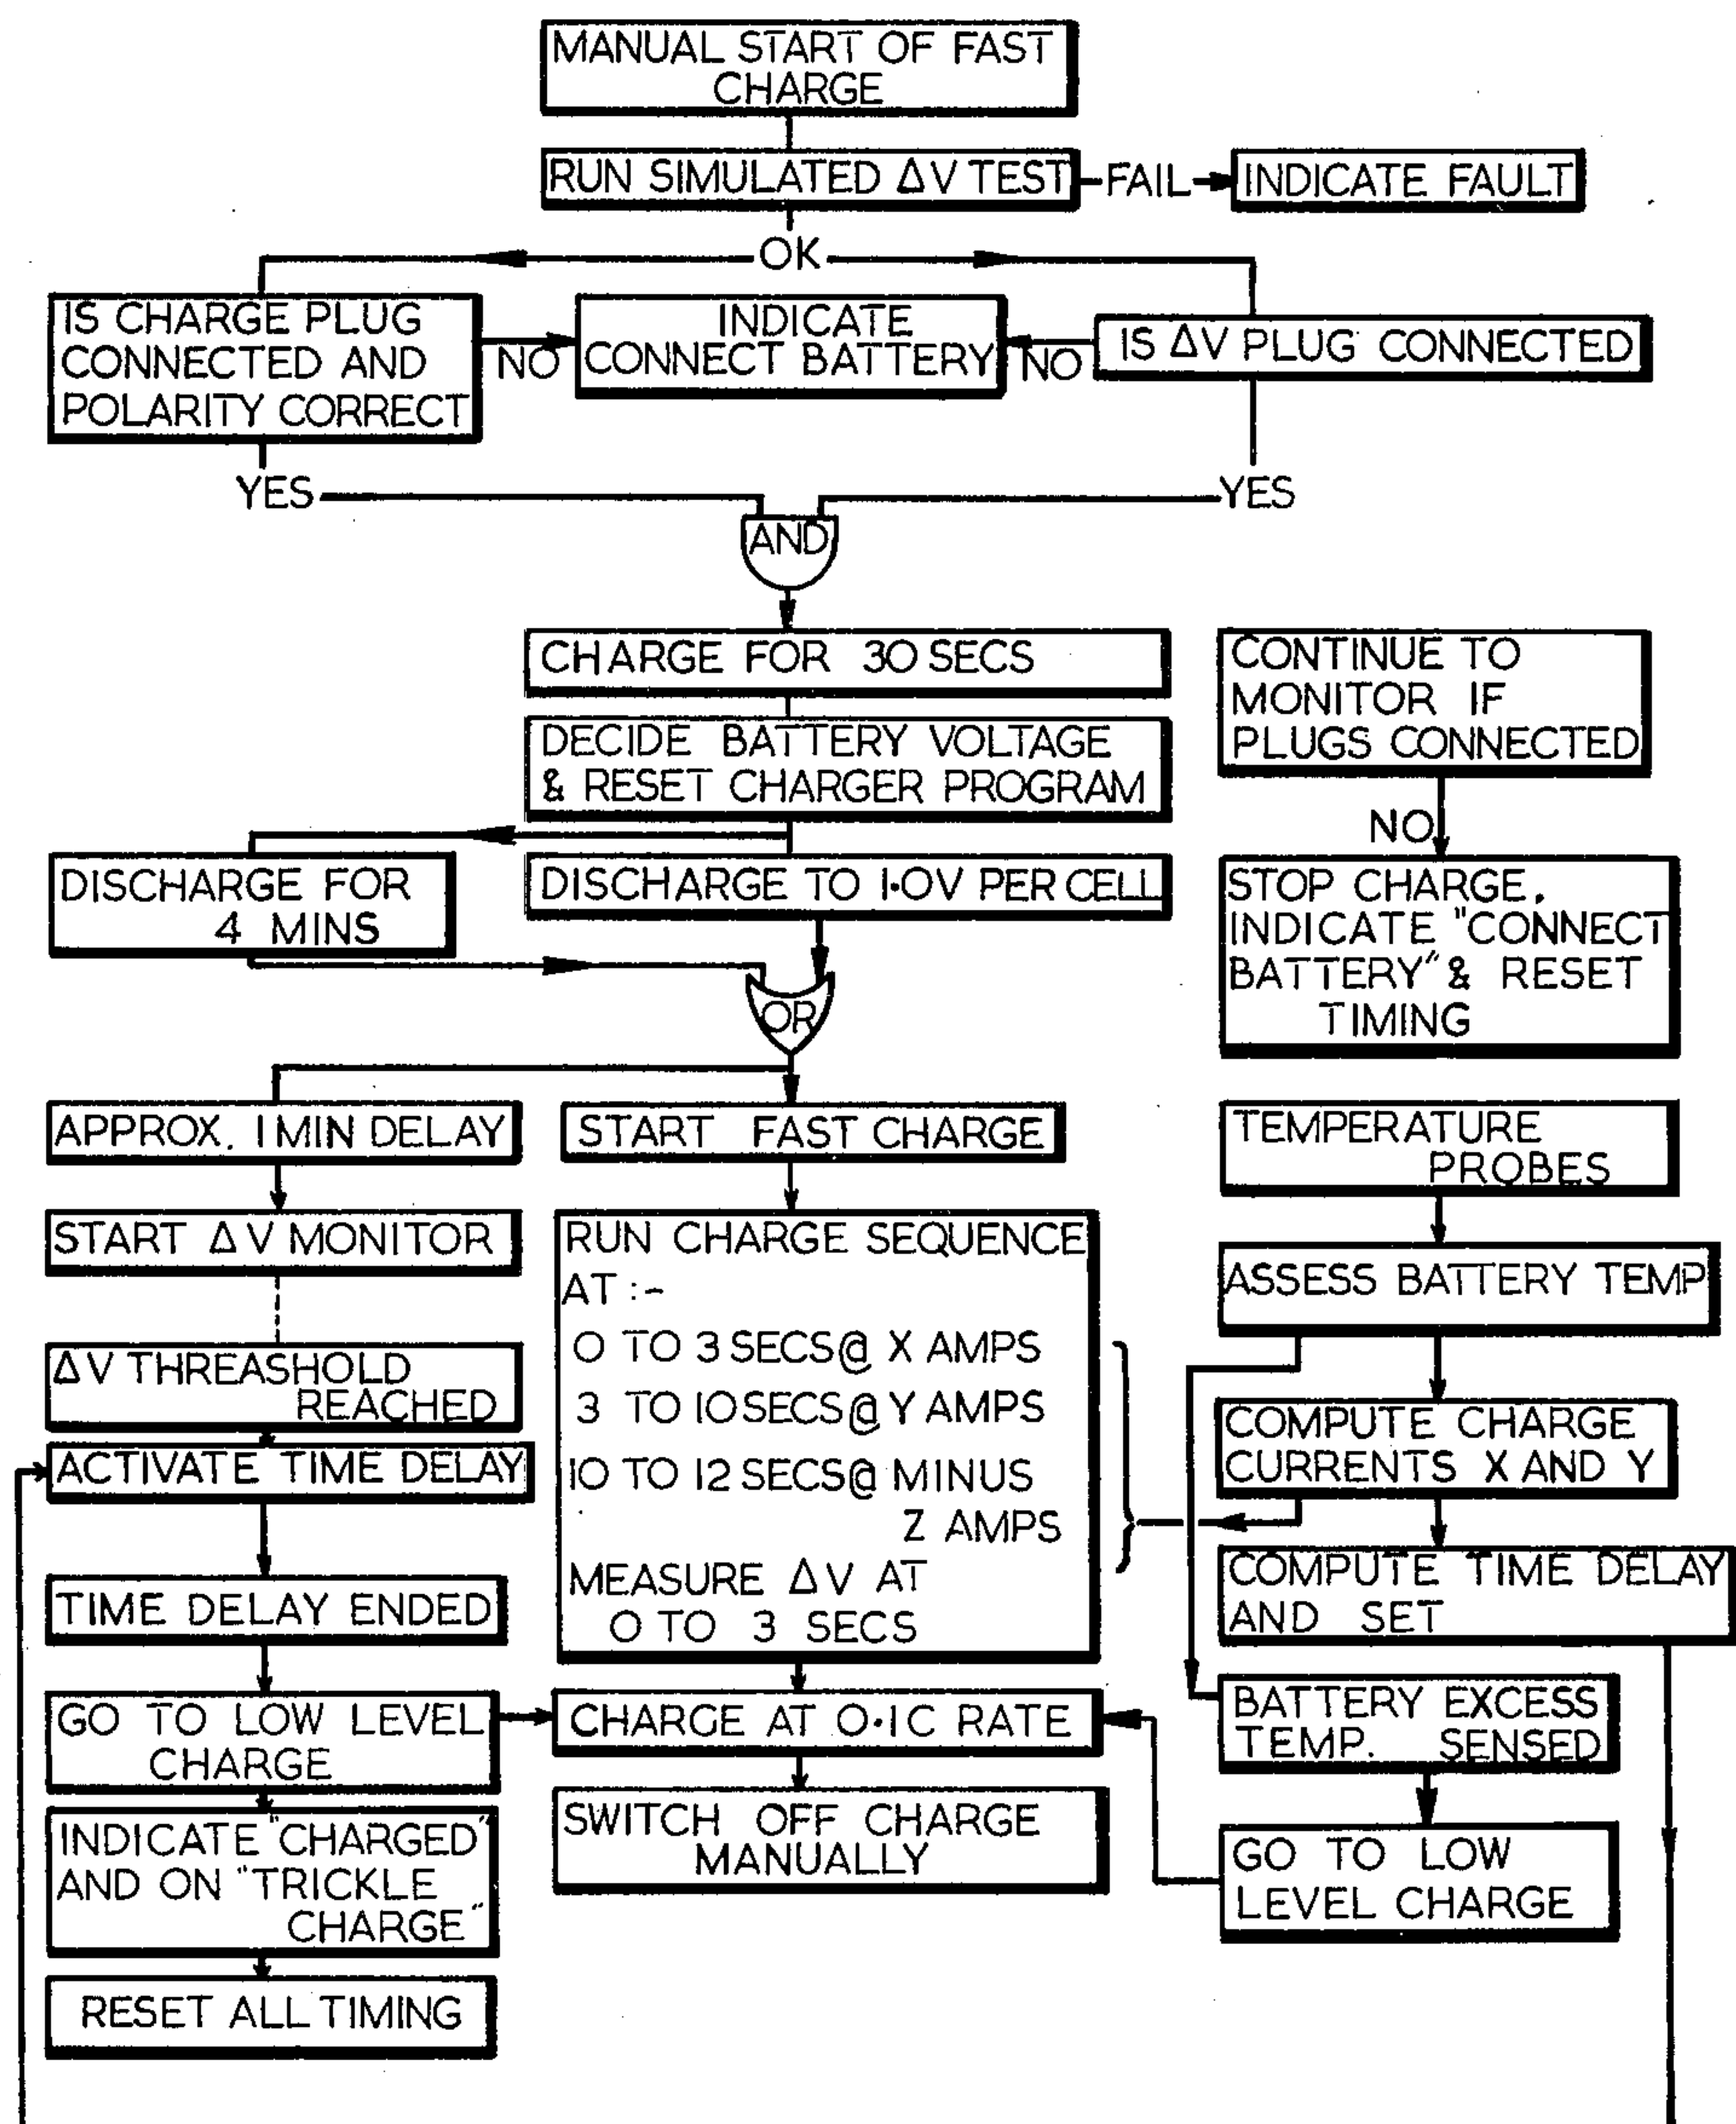 MANUAL START OF FAST
CHARGE
RUN SIMULATED ΔV TEST
FAIL
INDICATE FAULT
OK
IS CHARGE PLUG
CONNECTED AND
POLARITY CORRECT
NO
INDICATE
CONNECT BATTERY
NO
IS ΔV PLUG CONNECTED
YES
YES
AND
CHARGE FOR 30 SECS
DECIDE BATTERY VOLTAGE
& RESET CHARGER PROGRAM
CONTINUE TO
MONITOR IF
PLUGS CONNECTED
NO
DISCHARGE FOR
4 MINS
DISCHARGE TO 1·0V PER CELL
STOP CHARGE.
INDICATE "CONNECT
BATTERY" & RESET
TIMING
OR
APPROX. 1 MIN DELAY
START FAST CHARGE
TEMPERATURE
PROBES
START ΔV MONITOR
RUN CHARGE SEQUENCE
AT :-
0 TO 3 SECS @ X AMPS
3 TO 10 SECS @ Y AMPS
10 TO 12 SECS @ MINUS
Z AMPS
MEASURE ΔV AT
0 TO 3 SECS
ASSESS BATTERY TEMP
ΔV THREASHOLD
REACHED
COMPUTE CHARGE
CURRENTS X AND Y
ACTIVATE TIME DELAY
COMPUTE TIME DELAY
AND SET
TIME DELAY ENDED
GO TO LOW LEVEL
CHARGE
CHARGE AT 0·1C RATE
BATTERY EXCESS
TEMP. SENSED
INDICATE "CHARGED"
AND ON "TRICKLE
CHARGE"
SWITCH OFF CHARGE
MANUALLY
GO TO LOW
LEVEL CHARGE
RESET ALL TIMING